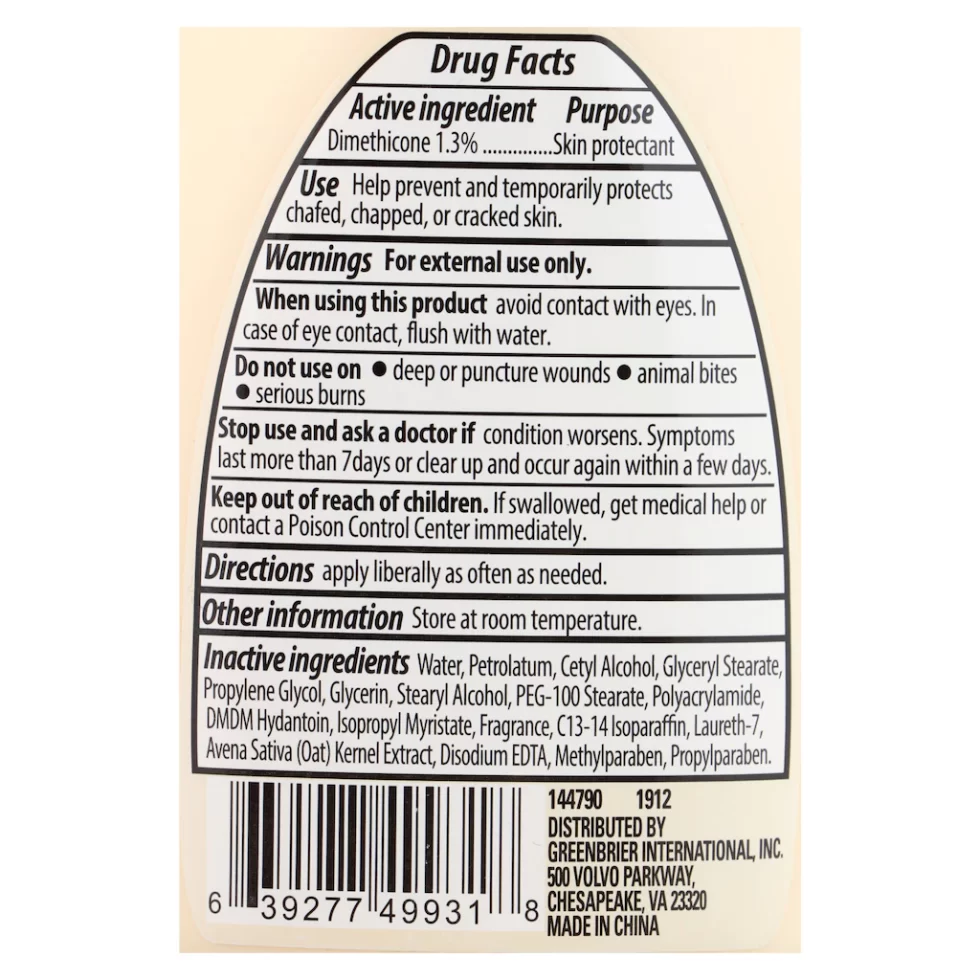 Drug Facts
Active ingredient Purpose
Dimethicone 1.3% ..............Skin protectant
Use Help prevent and temporarily protects
chafed, chapped, or cracked skin.
Warnings For external use only.
When using this product avoid contact with eyes. In
case of eye contact, flush with water.
Do not use on ● deep or puncture wounds ● animal bites
● serious burns
Stop use and ask a doctor if condition worsens. Symptoms
last more than 7days or clear up and occur again within a few days.
Keep out of reach of children. If swallowed, get medical help or
contact a Poison Control Center immediately.
Directions apply liberally as often as needed.
Other information Store at room temperature.
Inactive ingredients Water, Petrolatum, Cetyl Alcohol, Glyceryl Stearate,
Propylene Glycol, Glycerin, Stearyl Alcohol, PEG-100 Stearate, Polyacrylamide,
DMDM Hydantoin, Isopropyl Myristate, Fragrance, C13-14 Isoparaffin, Laureth-7,
Avena Sativa (Oat) Kernel Extract, Disodium EDTA, Methylparaben, Propylparaben.
6 39277 49931 8
144790 1912
DISTRIBUTED BY
GREENBRIER INTERNATIONAL, INC.
500 VOLVO PARKWAY,
CHESAPEAKE, VA 23320
MADE IN CHINA